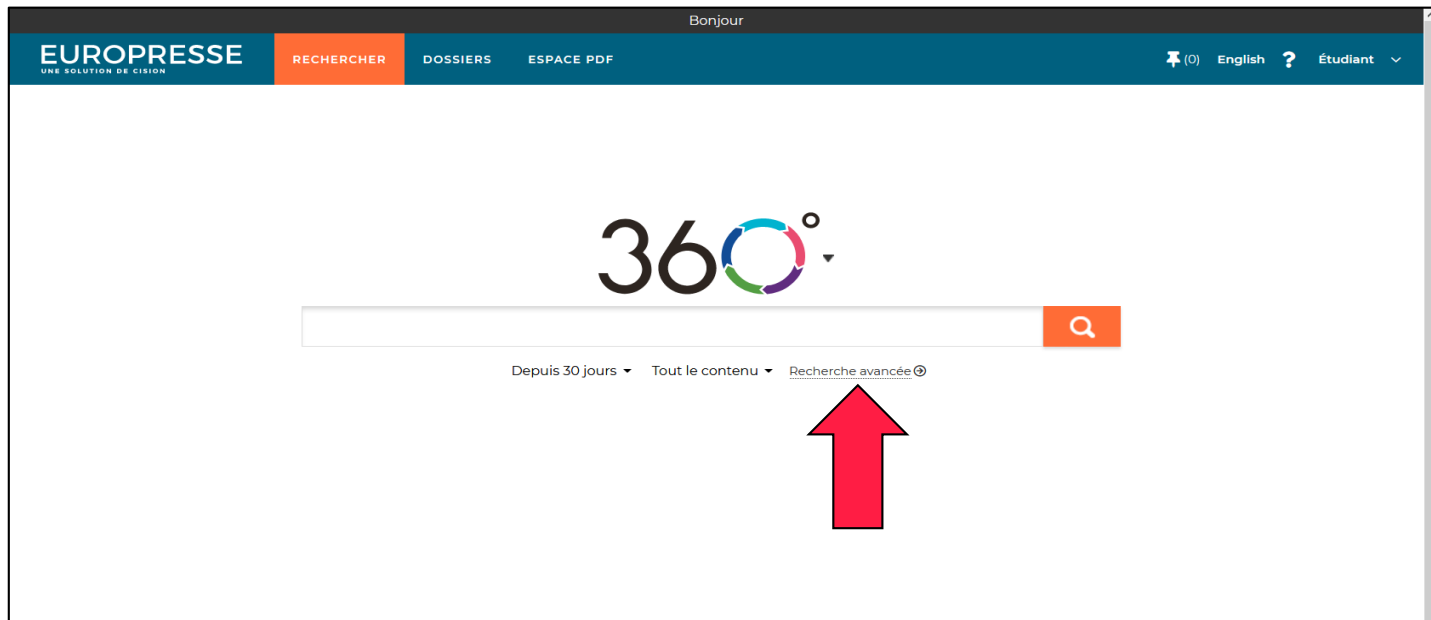 Bonjour
EUROPRESSE
UNE SOLUTION DE CISION
RECHERCHER DOSSIERS ESPACE PDF (0) English ? Étudiant
360°
Depuis 30 jours Tout le contenu Recherche avancée